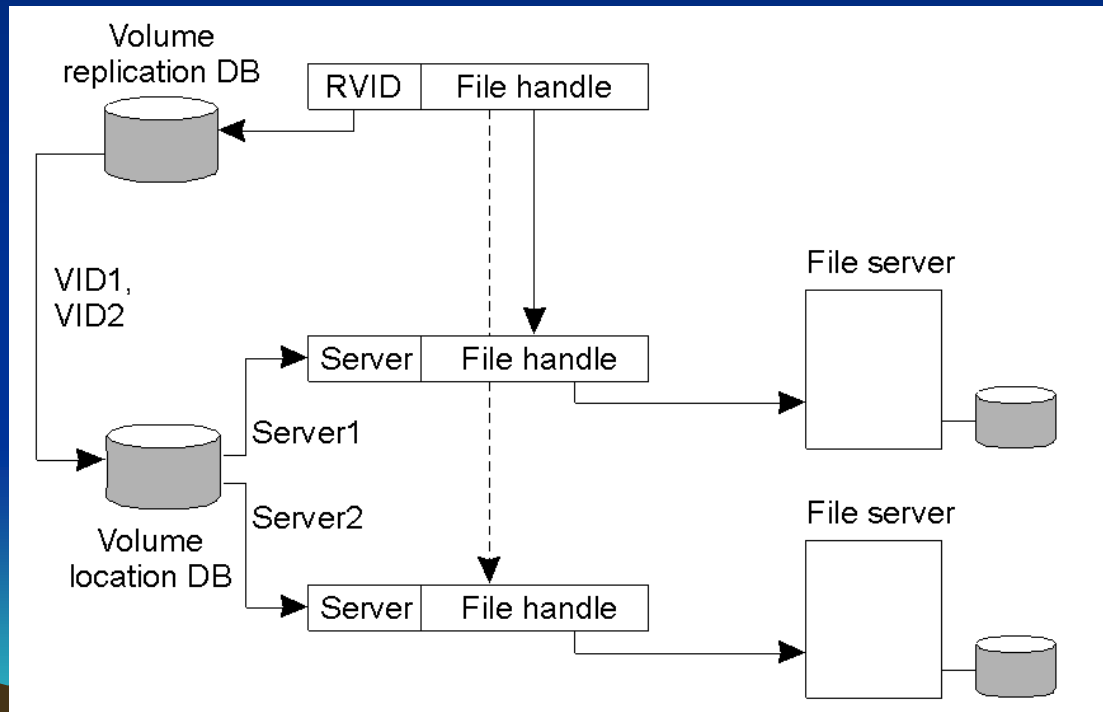 Volume
replication DB
RVID File handle
VID1,
VID2
File server
Server File handle
Server1
Server2
Volume
location DB
File server
Server File handle